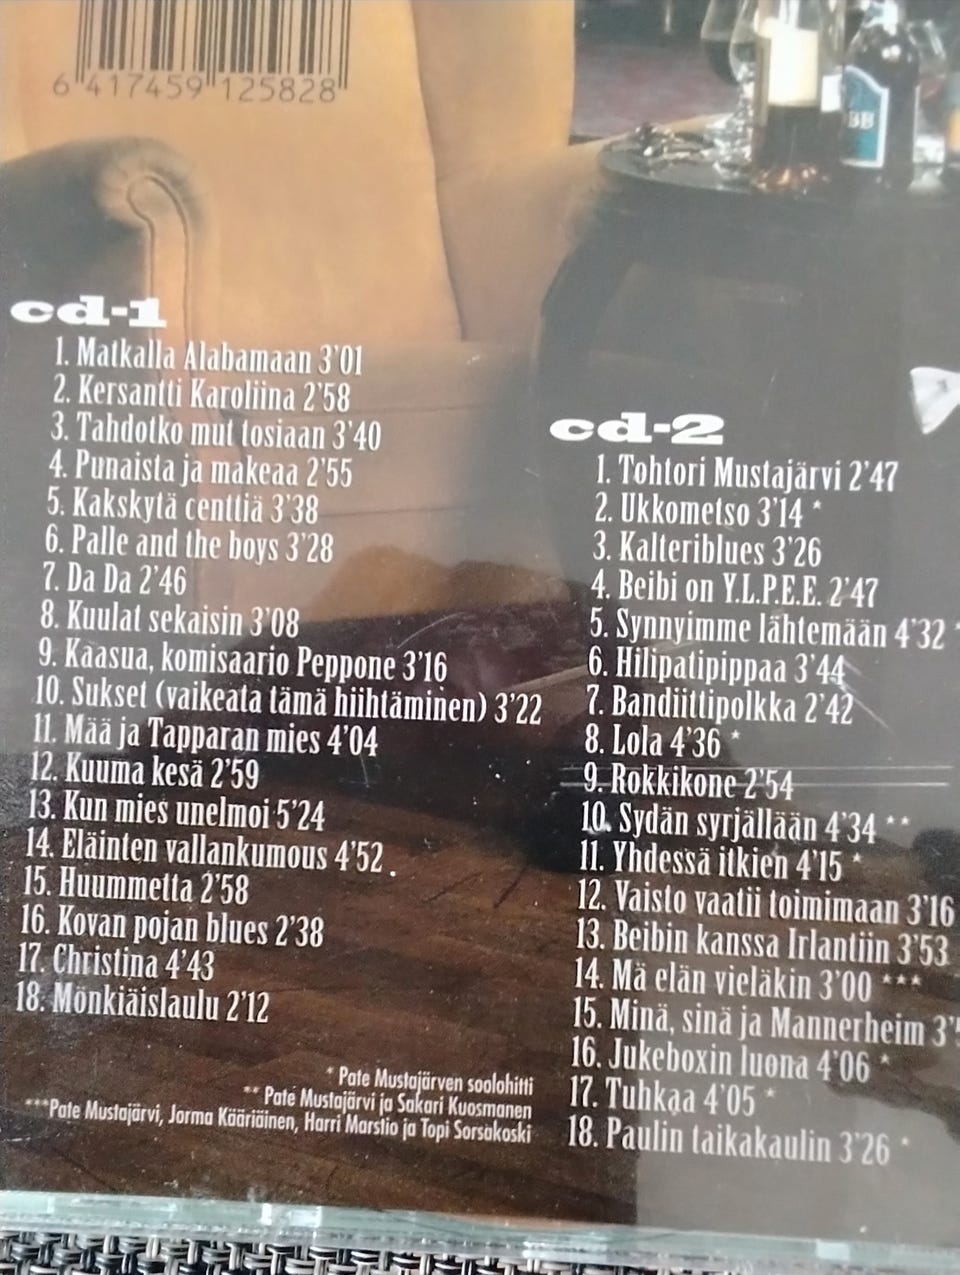 6 417459 125828
cd-1
1. Matkalla Alabamaan 3'01
2. Kersantti Karoliina 2'58
3. Tahdotko mut tosiaan 3'40
4. Punaista ja makeaa 2'55
5. Kakskytä centtiä 3'38
6. Palle and the boys 3'28
7. Da Da 2'46
8. Kuulat sekaisin 3'08
9. Kaasua, komisaario Peppone 3'16
10. Sukset (vaikeata tämä hiihtäminen) 3'22
11. Mää ja Tapparan mies 4'04
12. Kuuma kesä 2'59
13. Kun mies unelmoi 5'24
14. Eläinten vallankumous 4'52
15. Huummetta 2'58
16. Kovan pojan blues 2'38
17. Christina 4'43
18. Mönkiäislaulu 2'12
* Pate Mustajärven soolohitti
** Pate Mustajärvi ja Sakari Kuosmanen
***Pate Mustajärvi, Jorma Kääriäinen, Harri Marstio ja Topi Sorsakoski
cd-2
1. Tohtori Mustajärvi 2'47
2. Ukkometso 3'14 *
3. Kalteriblues 3'26
4. Beibi on Y.L.P.E.E. 2'47
5. Synnyimme lähtemään 4'32 *
6. Hilipatipippaa 3'44
7. Bandiittipolkka 2'42
8. Lola 4'36 *
9. Rokkikone 2'54
10. Sydän syrjällään 4'34 **
11. Yhdessä itkien 4'15 *
12. Vaisto vaatii toimimaan 3'16
13. Beibin kanssa Irlantiin 3'53
14. Mä elän vieläkin 3'00 ***
15. Minä, sinä ja Mannerheim
16. Jukeboxin luona 4'06 *
17. Tuhkaa 4'05 *
18. Paulin taikakaulin 3'26 *